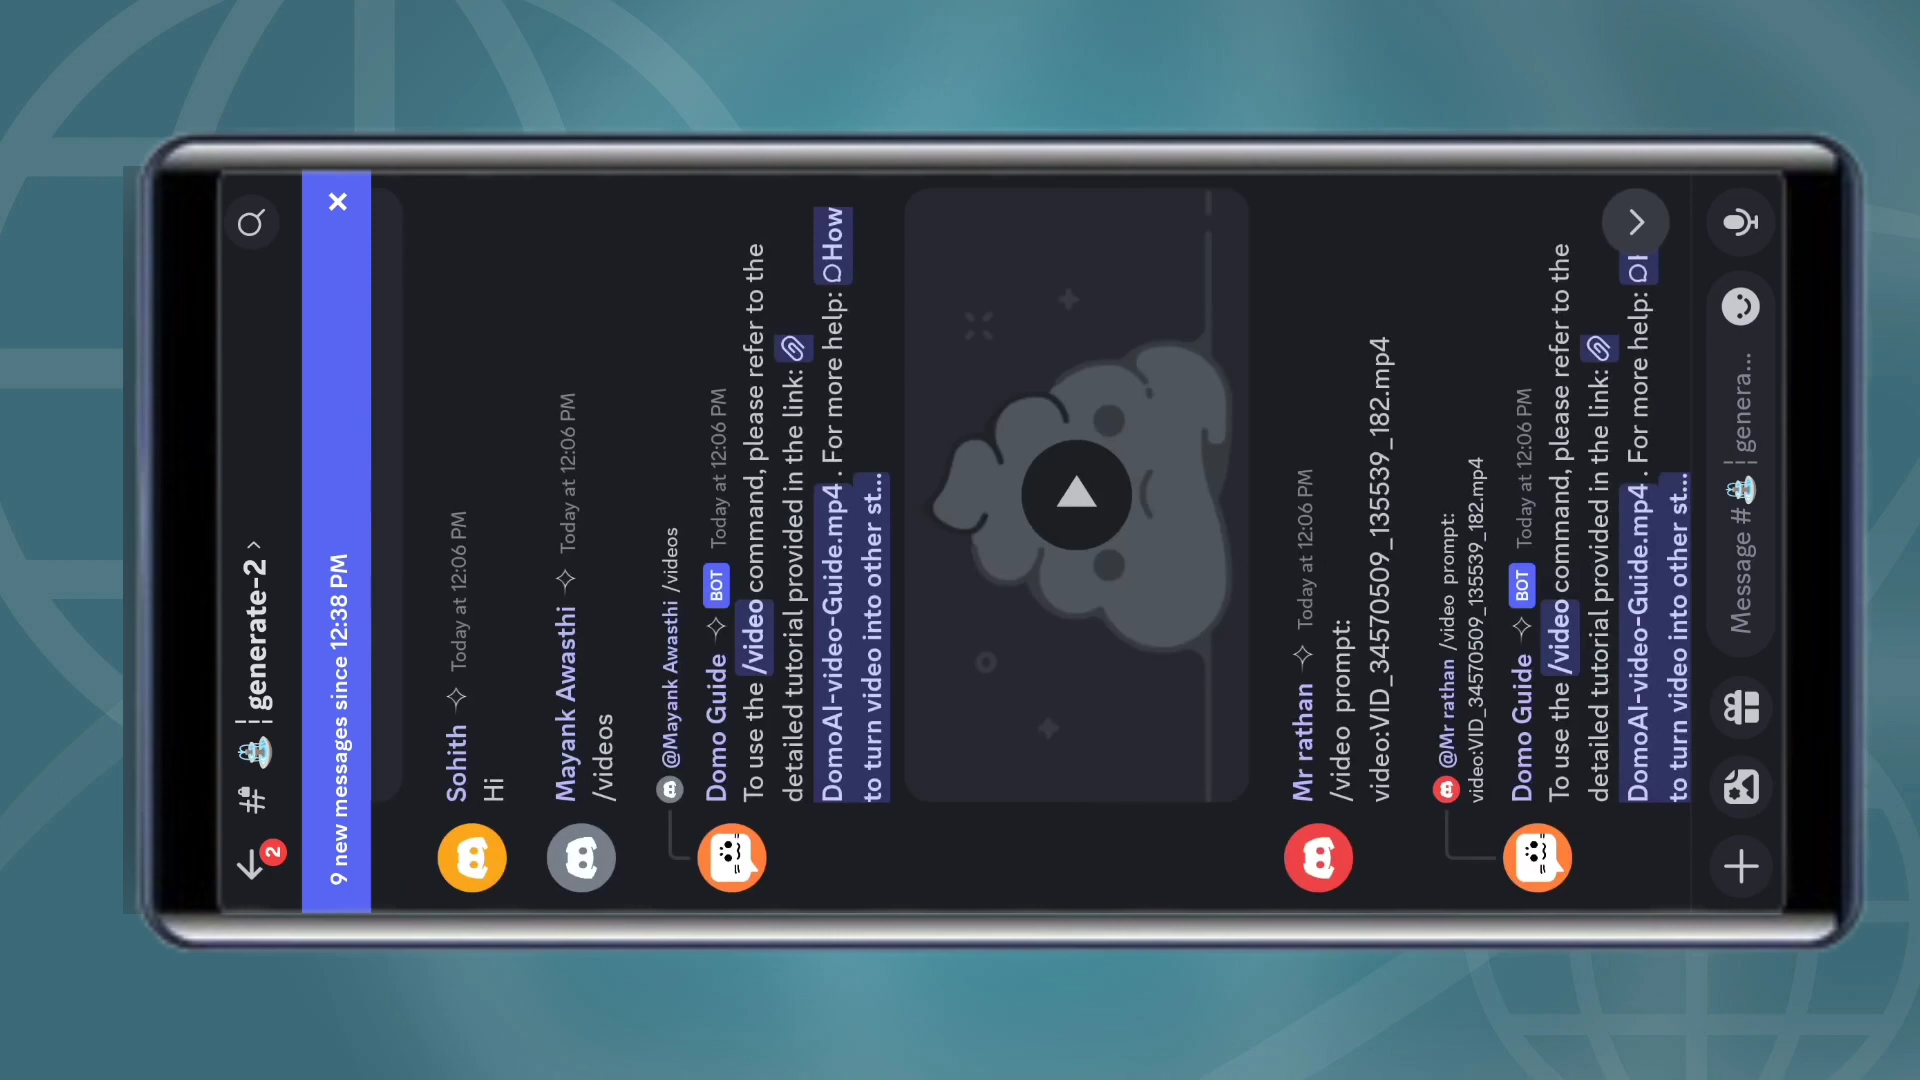 2
# ⛲┊generate-2 >
9 new messages since 12:38 PM
Sohith Today at 12:06 PM
Hi
Mayank Awasthi Today at 12:06 PM
/videos
@Mayank Awasthi /videos
Domo Guide BOT Today at 12:06 PM
To use the /video command, please refer to the
detailed tutorial provided in the link:
DomoAI-video-Guide.mp4 . For more help: How
to turn video into other st...
Mr rathan Today at 12:06 PM
/video prompt:
video:VID_34570509_135539_182.mp4
@Mr rathan /video prompt:
video:VID_34570509_135539_182.mp4
Domo Guide BOT Today at 12:06 PM
To use the /video command, please refer to the
detailed tutorial provided in the link:
DomoAI-video-Guide.mp4 . For more help:
to turn video into other st...
Message #⛲┊genera...